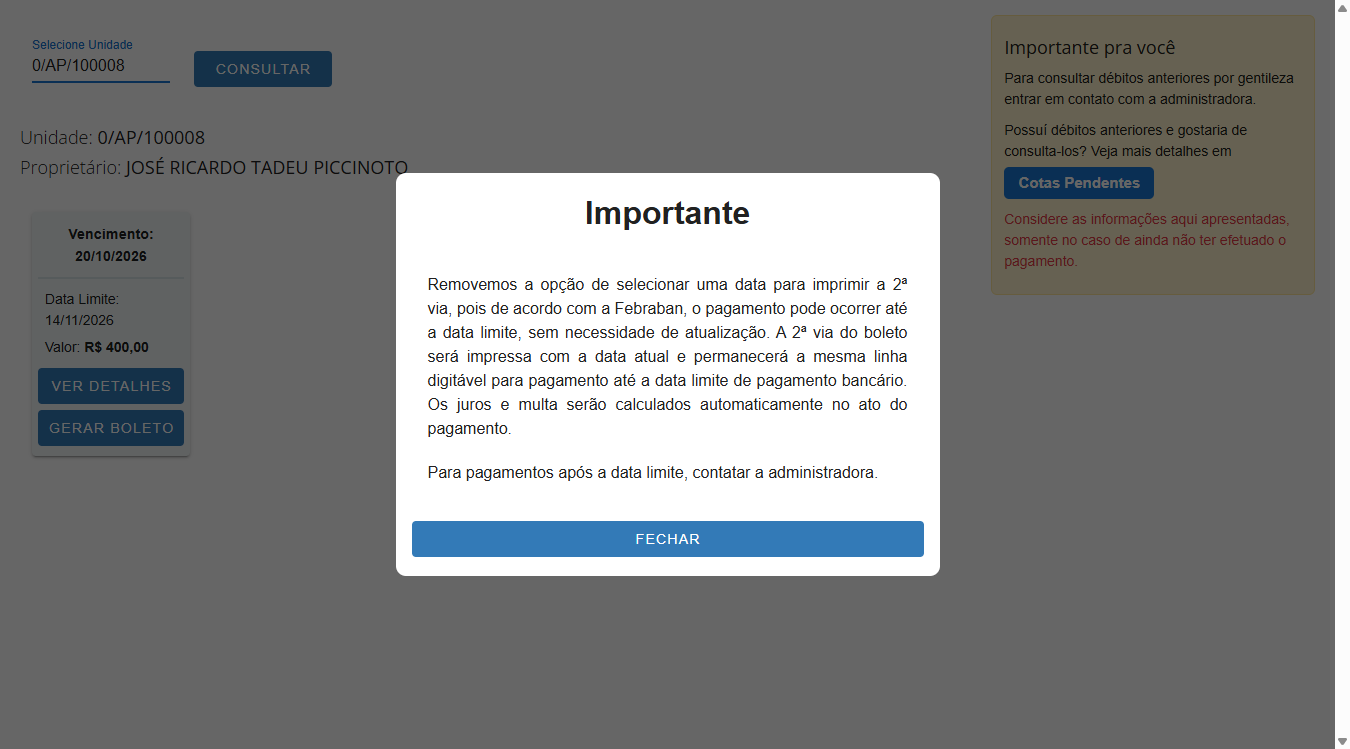 Selecione Unidade
0/AP/100008
CONSULTAR
Unidade: 0/AP/100008
Proprietário: JOSÉ RICARDO TADEU PICCINOTO
Vencimento:
20/10/2026
Data Limite:
14/11/2026
Valor: R$ 400,00
VER DETALHES
GERAR BOLETO
Importante
Removemos a opção de selecionar uma data para imprimir a 2ª
via, pois de acordo com a Febraban, o pagamento pode ocorrer até
a data limite, sem necessidade de atualização. A 2ª via do boleto
será impressa com a data atual e permanecerá a mesma linha
digitável para pagamento até a data limite de pagamento bancário.
Os juros e multa serão calculados automaticamente no ato do
pagamento.
Para pagamentos após a data limite, contatar a administradora.
FECHAR
Importante pra você
Para consultar débitos anteriores por gentileza
entrar em contato com a administradora.
Possuí débitos anteriores e gostaria de
consulta-los? Veja mais detalhes em
Cotas Pendentes
Considere as informações aqui apresentadas,
somente no caso de ainda não ter efetuado o
pagamento.